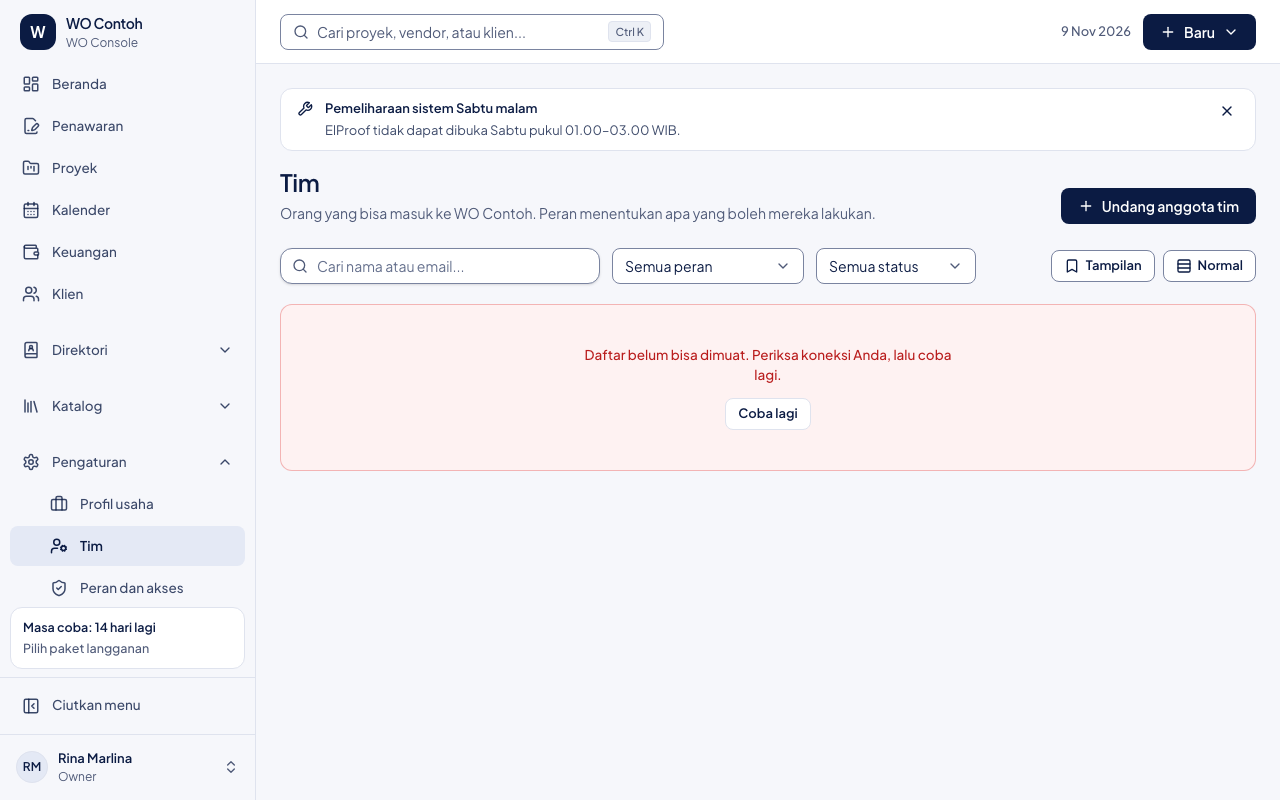 W
WO Contoh
WO Console
Beranda
Penawaran
Proyek
Kalender
Keuangan
Klien
Direktori
Katalog
Pengaturan
Profil usaha
Tim
Peran dan akses
Masa coba: 14 hari lagi
Pilih paket langganan
Ciutkan menu
RM
Rina Marlina
Owner
Cari proyek, vendor, atau klien...
Ctrl K
9 Nov 2026
Baru
Pemeliharaan sistem Sabtu malam
ElProof tidak dapat dibuka Sabtu pukul 01.00–03.00 WIB.
Tim
Orang yang bisa masuk ke WO Contoh. Peran menentukan apa yang boleh mereka lakukan.
Undang anggota tim
Cari nama atau email...
Semua peran
Semua status
Tampilan
Normal
Daftar belum bisa dimuat. Periksa koneksi Anda, lalu coba
lagi.
Coba lagi